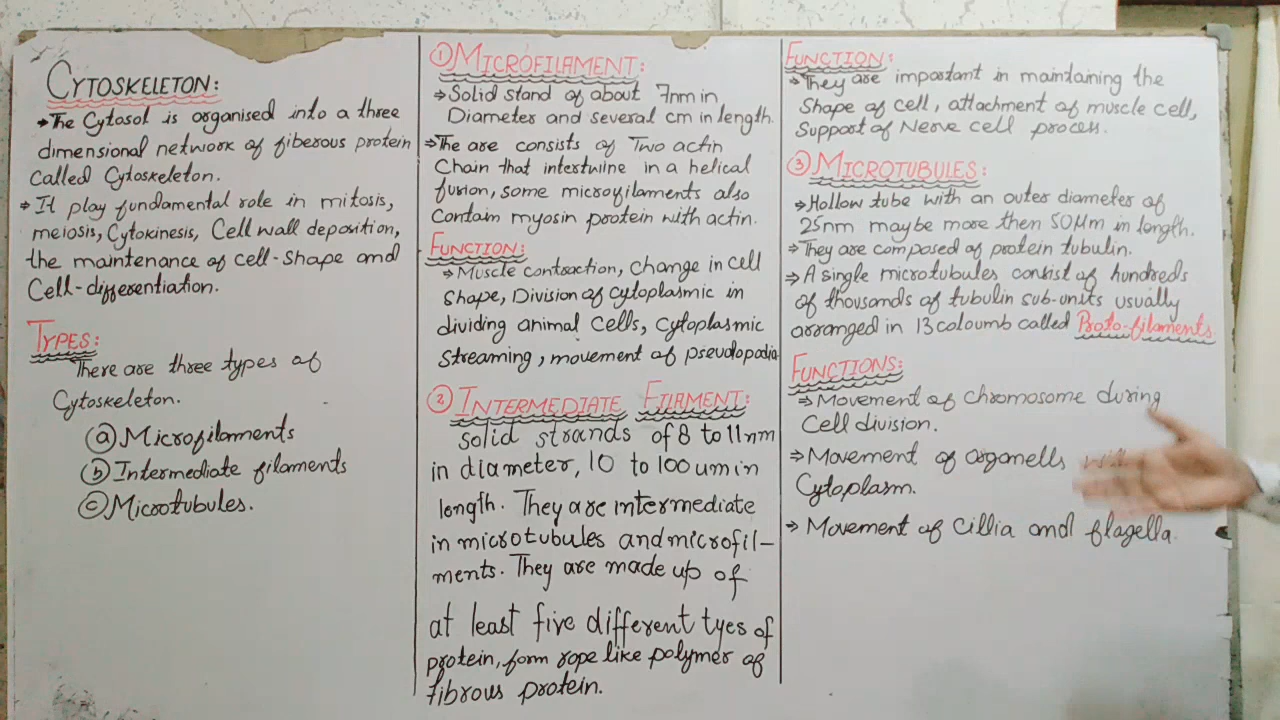 CYTOSKELETON:
→The Cytosol is organised into a three
dimensional network of fiberous protein
called Cytoskeleton.
→ It play fundamental role in mitosis,
meiosis, Cytokinesis, Cell wall deposition,
the maintenance of cell-shape and
Cell-differentiation.
TYPES:
There are three types of
Cytoskeleton.
(a) Microfilaments
(b) Intermediate filaments
(c) Microtubules.
① MICROFILAMENT:
→Solid stand of about 7nm in
Diameter and several cm in length.
→The are consists of Two actin
Chain that intertwine in a helical
fusion, some microfilaments also
Contain myosin protein with actin.
FUNCTION:
→Muscle contraction, change in cell
shape, Division of cytoplasmic in
dividing animal cells, cytoplasmic
streaming, movement of pseudopodia
② INTERMEDIATE FILAMENT:
solid strands of 8 to 11nm
in diameter, 10 to 100um in
length. They are intermediate
in microtubules and microfil-
ments. They are made up of
at least five different tyes of
protein, form rope like polymer of
fibrous protein.
FUNCTION:
→They are important in maintaining the
Shape of cell, attachment of muscle cell,
Support of Nerve cell process.
③ MICROTUBULES:
→Hollow tube with an outer diameter of
25nm maybe more then 50μm in length.
→They are composed of protein tubulin.
→ A single microtubules consist of hundreds
of thousands of tubulin sub-units usually
arranged in 13 coloumb called Proto-filaments.
FUNCTIONS:
→Movement of chromosome during
Cell division.
→Movement of organells
Cytoplasm.
→ Movement of Cillia and flagella.